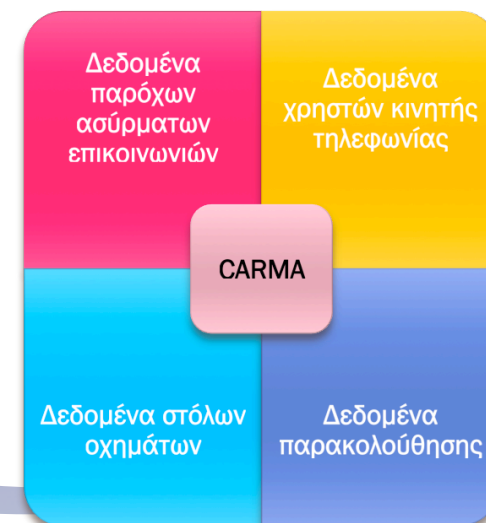 Δεδομένα
παρόχων
ασύρματων
επικοινωνιών
Δεδομένα
χρηστών κινητής
τηλεφωνίας
CARMA
Δεδομένα στόλων
οχημάτων
Δεδομένα
παρακολούθησης